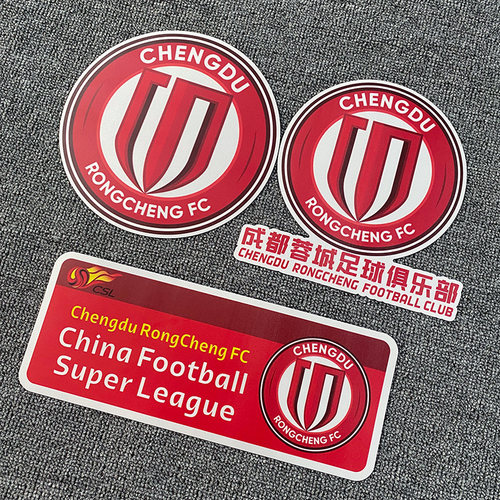 CHENGDU
RONGCHENG FC
CHENGDU
RONGCHENG FC
成都蓉城足球俱乐部
CHENGDU RONGCHENG FOOTBALL CLUB
CSL
Chengdu RongCheng FC
China Football
Super League
CHENGDU
RONGCHENG FC